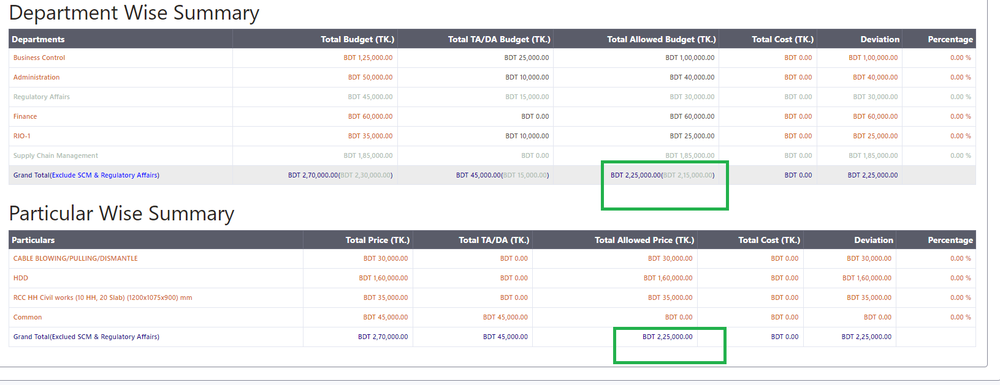 Department Wise Summary
Departments Total Budget (TK.) Total TA/DA Budget (TK.) Total Allowed Budget (TK.) Total Cost (TK.) Deviation Percentage
Business Control BDT 1,25,000.00 BDT 25,000.00 BDT 1,00,000.00 BDT 0.00 BDT 1,00,000.00 0.00 %
Administration BDT 50,000.00 BDT 10,000.00 BDT 40,000.00 BDT 0.00 BDT 40,000.00 0.00 %
Regulatory Affairs BDT 45,000.00 BDT 15,000.00 BDT 30,000.00 BDT 0.00 BDT 30,000.00 0.00 %
Finance BDT 60,000.00 BDT 0.00 BDT 60,000.00 BDT 0.00 BDT 60,000.00 0.00 %
RIO-1 BDT 35,000.00 BDT 10,000.00 BDT 25,000.00 BDT 0.00 BDT 25,000.00 0.00 %
Supply Chain Management BDT 1,85,000.00 BDT 0.00 BDT 1,85,000.00 BDT 0.00 BDT 1,85,000.00 0.00 %
Grand Total(Exclude SCM & Regulatory Affairs) BDT 2,70,000.00(BDT 2,30,000.00) BDT 45,000.00(BDT 15,000.00) BDT 2,25,000.00(BDT 2,15,000.00) BDT 0.00 BDT 2,25,000.00
Particular Wise Summary
Particulars Total Price (TK.) Total TA/DA (TK.) Total Allowed Price (TK.) Total Cost (TK.) Deviation Percentage
CABLE BLOWING/PULLING/DISMANTLE BDT 30,000.00 BDT 0.00 BDT 30,000.00 BDT 0.00 BDT 30,000.00 0.00 %
HDD BDT 1,60,000.00 BDT 0.00 BDT 1,60,000.00 BDT 0.00 BDT 1,60,000.00 0.00 %
RCC HH Civil works (10 HH, 20 Slab) (1200x1075x900) mm BDT 35,000.00 BDT 0.00 BDT 35,000.00 BDT 0.00 BDT 35,000.00 0.00 %
Common BDT 45,000.00 BDT 45,000.00 BDT 0.00 BDT 0.00 BDT 0.00 0.00 %
Grand Total(Exclued SCM & Regulatory Affairs) BDT 2,70,000.00 BDT 45,000.00 BDT 2,25,000.00 BDT 0.00 BDT 2,25,000.00